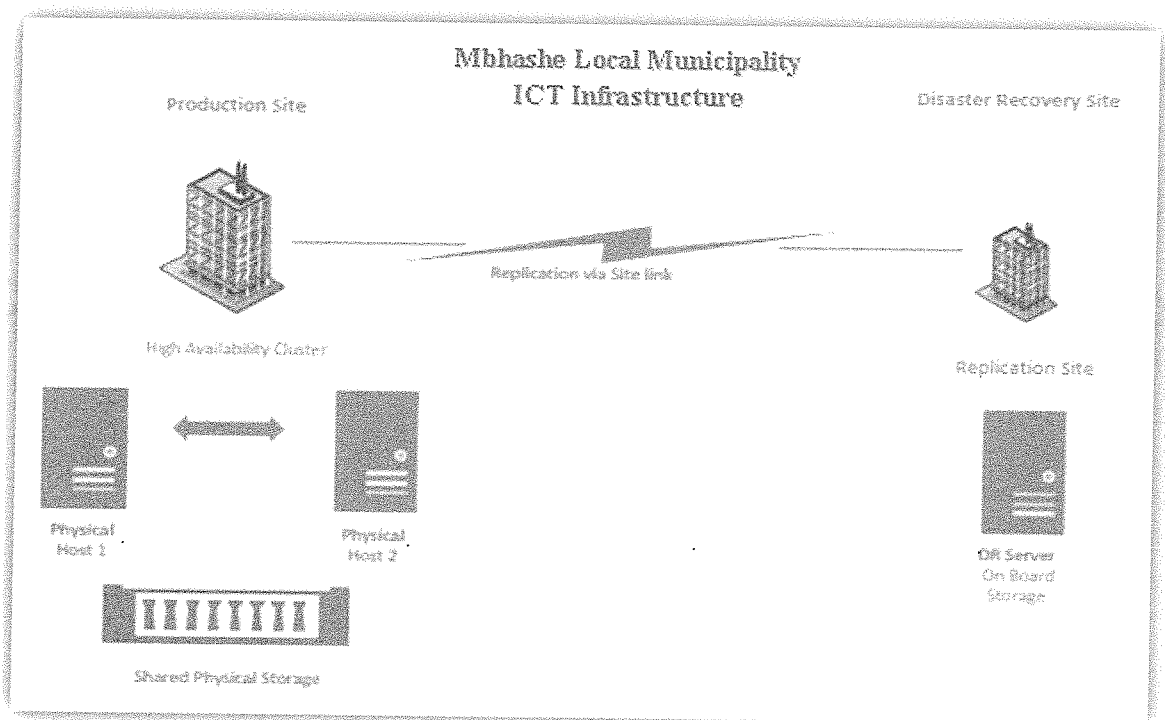 Mbhashe Local Municipality
ICT Infrastructure
Production Site
Disaster Recovery Site
Replication via Site link
High Availability Cluster
Replication Site
Physical
Host 1
Physical
Host 2
DR Server
On Board
Storage
Shared Physical Storage